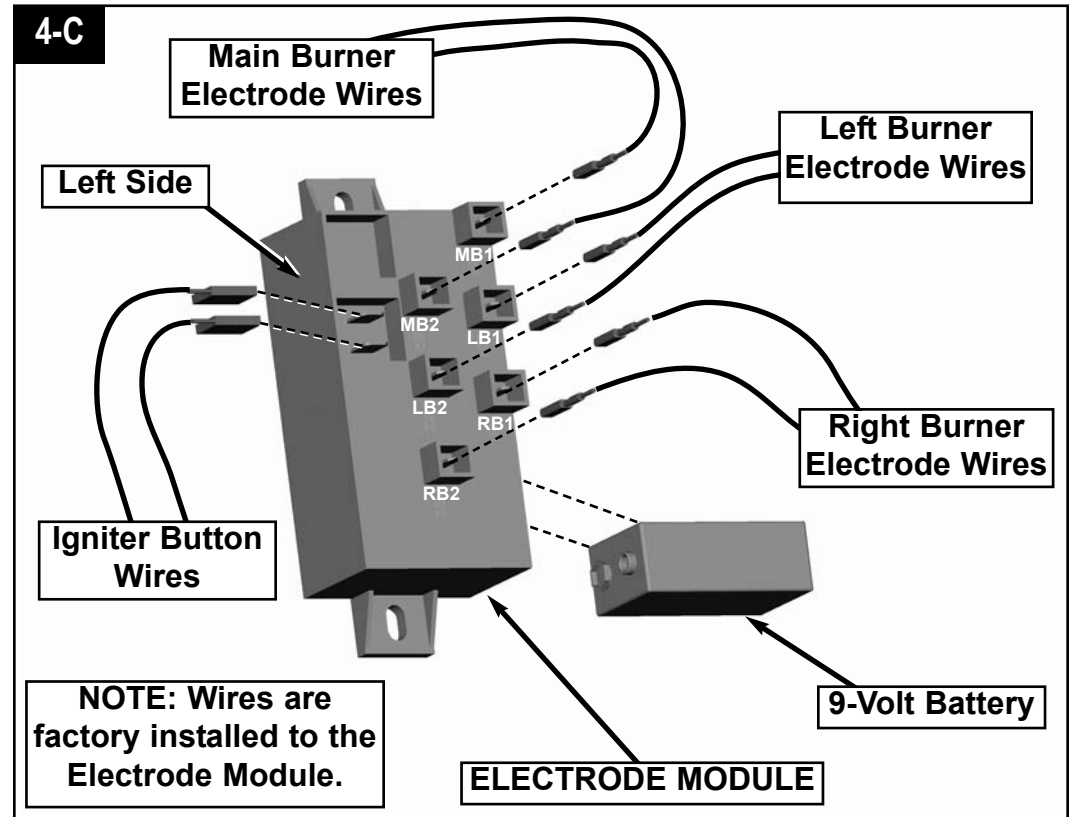 4-C
Main Burner
Electrode Wires
Left Burner
Electrode Wires
Left Side
MB1
MB2
LB1
LB2
RB1
RB2
Right Burner
Electrode Wires
Igniter Button
Wires
9-Volt Battery
NOTE: Wires are
factory installed to the
Electrode Module.
ELECTRODE MODULE